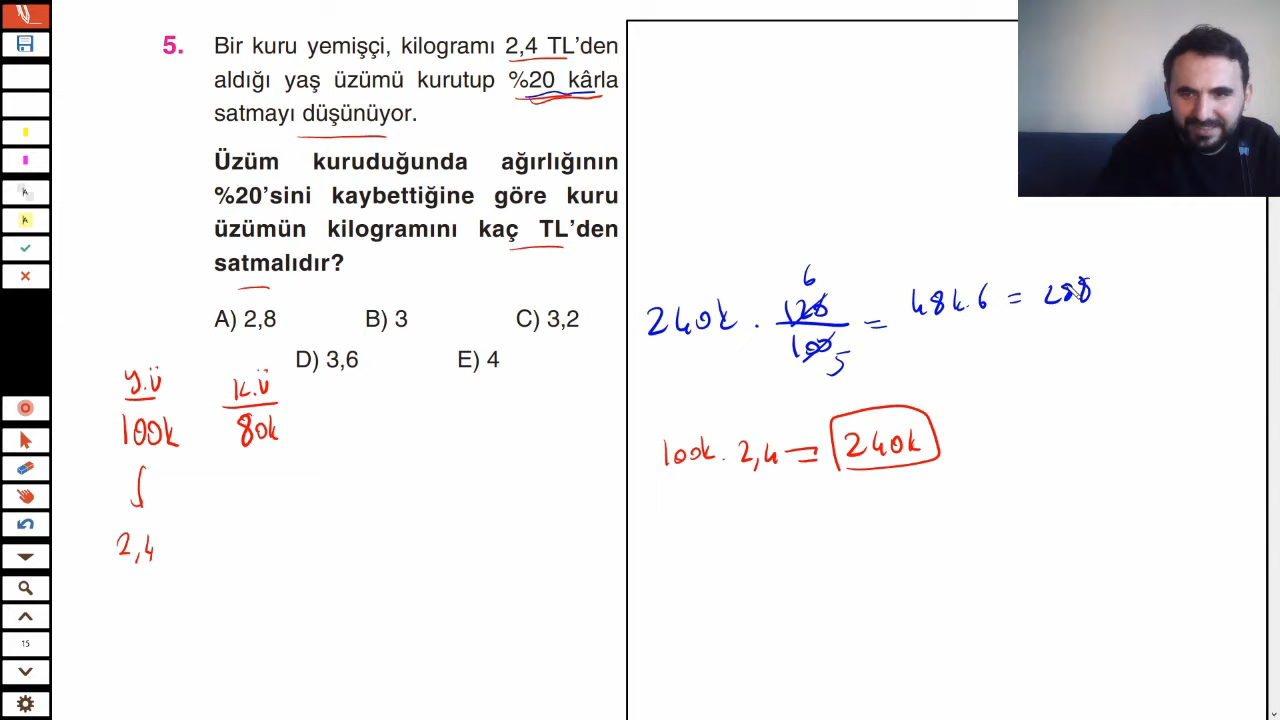 5. Bir kuru yemişçi, kilogramı 2,4 TL'den
aldığı yaş üzümü kurutup %20 kârla
satmayı düşünüyor.
Üzüm kuruduğunda ağırlığının
%20'sini kaybettiğine göre kuru
üzümün kilogramını kaç TL'den
satmalıdır?
A) 2,8 B) 3 C) 3,2
D) 3,6 E) 4
y.ü k.ü
100k 80k
2,4
6
240k . 120 = 48k.6 = 288
100 5
100k. 2,4 = 240k
15